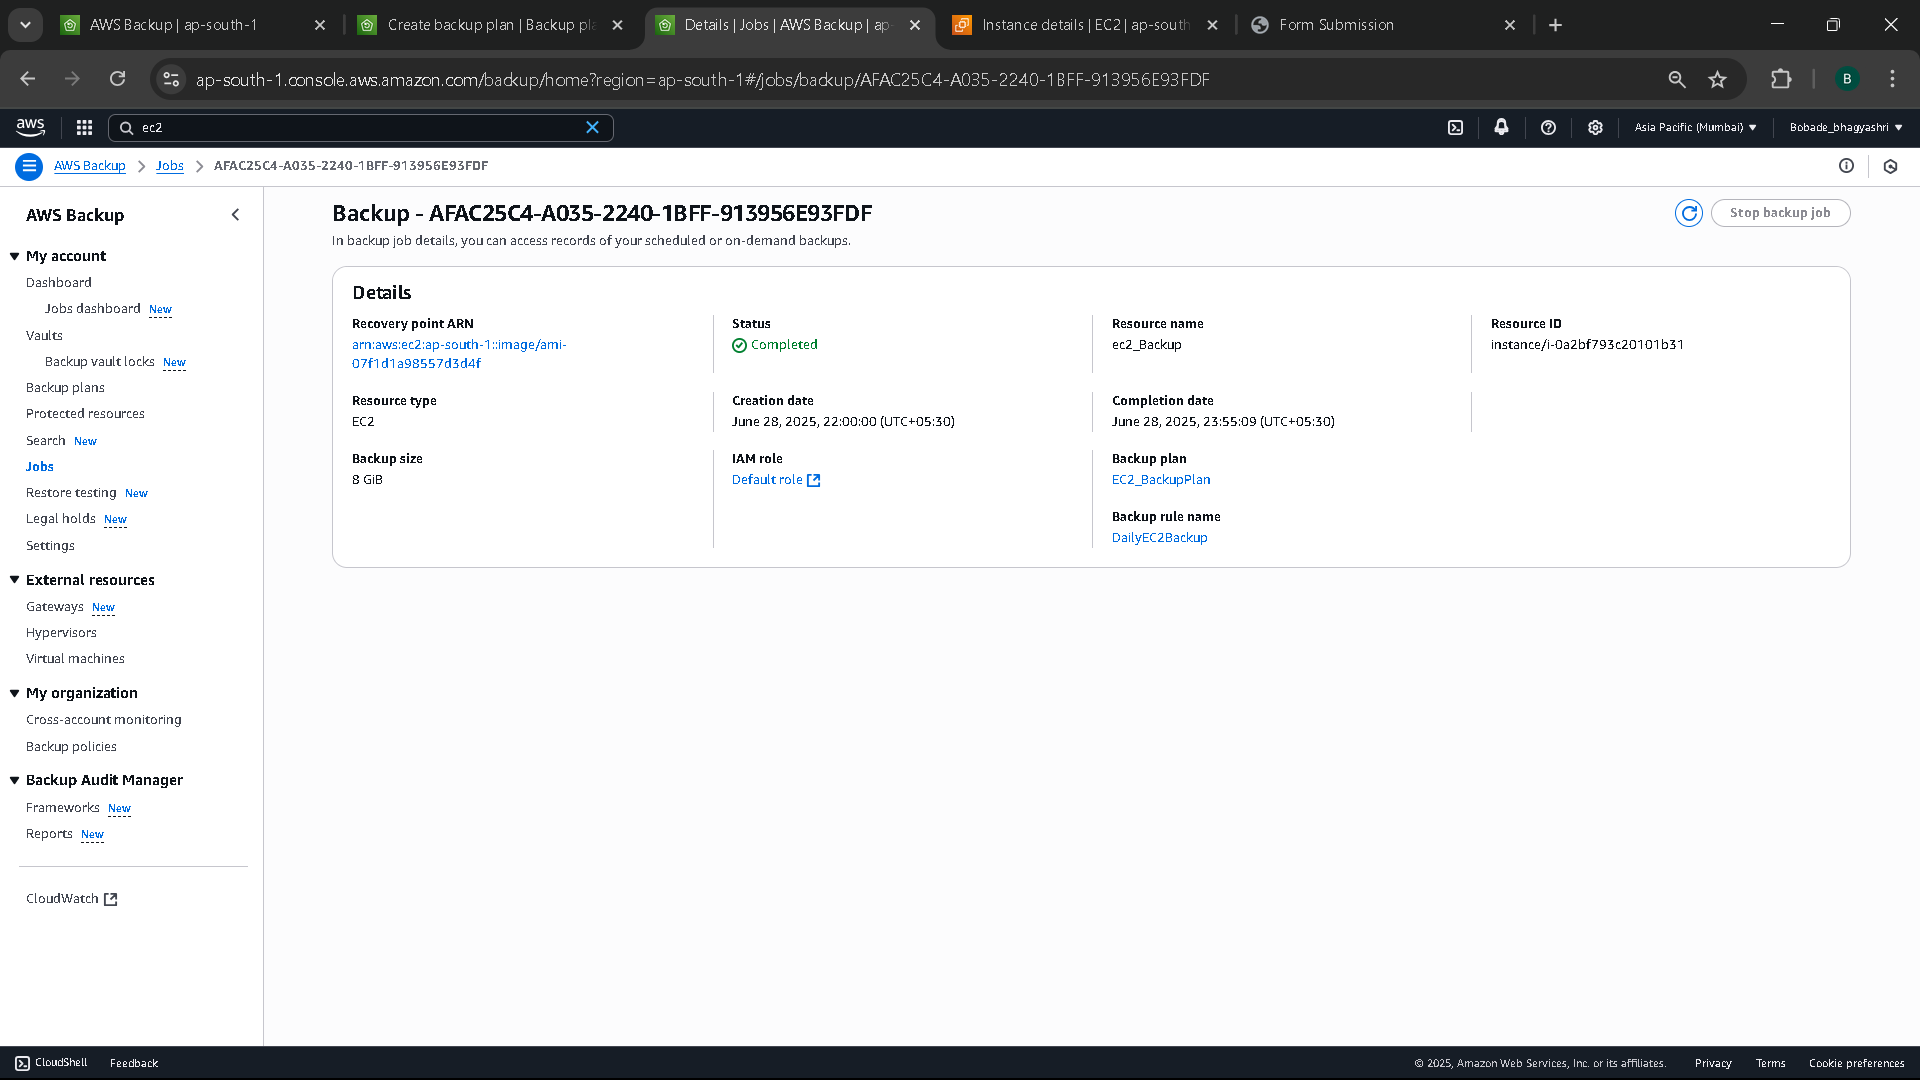 AWS Backup | ap-south-1
Create backup plan | Backup pla
Details | Jobs | AWS Backup | ap-
Instance details | EC2 | ap-south
Form Submission
ap-south-1.console.aws.amazon.com/backup/home?region=ap-south-1#/jobs/backup/AFAC25C4-A035-2240-1BFF-913956E93FDF
B
aws
ec2
Asia Pacific (Mumbai)
Bobade_bhagyashri
AWS Backup > Jobs > AFAC25C4-A035-2240-1BFF-913956E93FDF
AWS Backup
My account
Dashboard
Jobs dashboard New
Vaults
Backup vault locks New
Backup plans
Protected resources
Search New
Jobs
Restore testing New
Legal holds New
Settings
External resources
Gateways New
Hypervisors
Virtual machines
My organization
Cross-account monitoring
Backup policies
Backup Audit Manager
Frameworks New
Reports New
CloudWatch
Backup - AFAC25C4-A035-2240-1BFF-913956E93FDF
Stop backup job
In backup job details, you can access records of your scheduled or on-demand backups.
Details
Recovery point ARN
arn:aws:ec2:ap-south-1::image/ami-
07f1d1a98557d3d4f
Status
Completed
Resource name
ec2_Backup
Resource ID
instance/i-0a2bf793c20101b31
Resource type
EC2
Creation date
June 28, 2025, 22:00:00 (UTC+05:30)
Completion date
June 28, 2025, 23:55:09 (UTC+05:30)
Backup size
8 GiB
IAM role
Default role
Backup plan
EC2_BackupPlan
Backup rule name
DailyEC2Backup
CloudShell
Feedback
© 2025, Amazon Web Services, Inc. or its affiliates.
Privacy
Terms
Cookie preferences